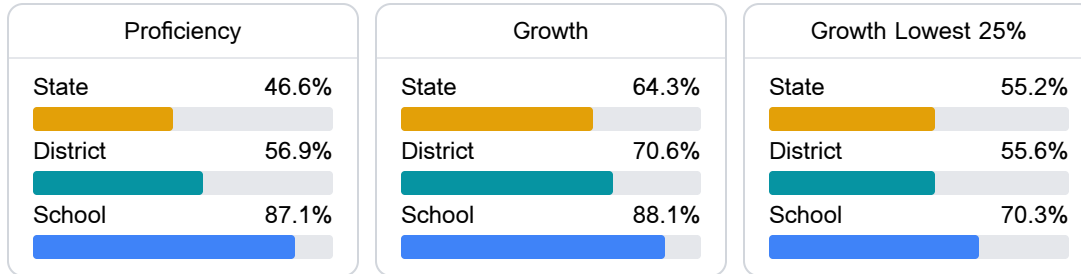 Proficiency
State 46.6%
District 56.9%
School 87.1%
Growth
State 64.3%
District 70.6%
School 88.1%
Growth Lowest 25%
State 55.2%
District 55.6%
School 70.3%